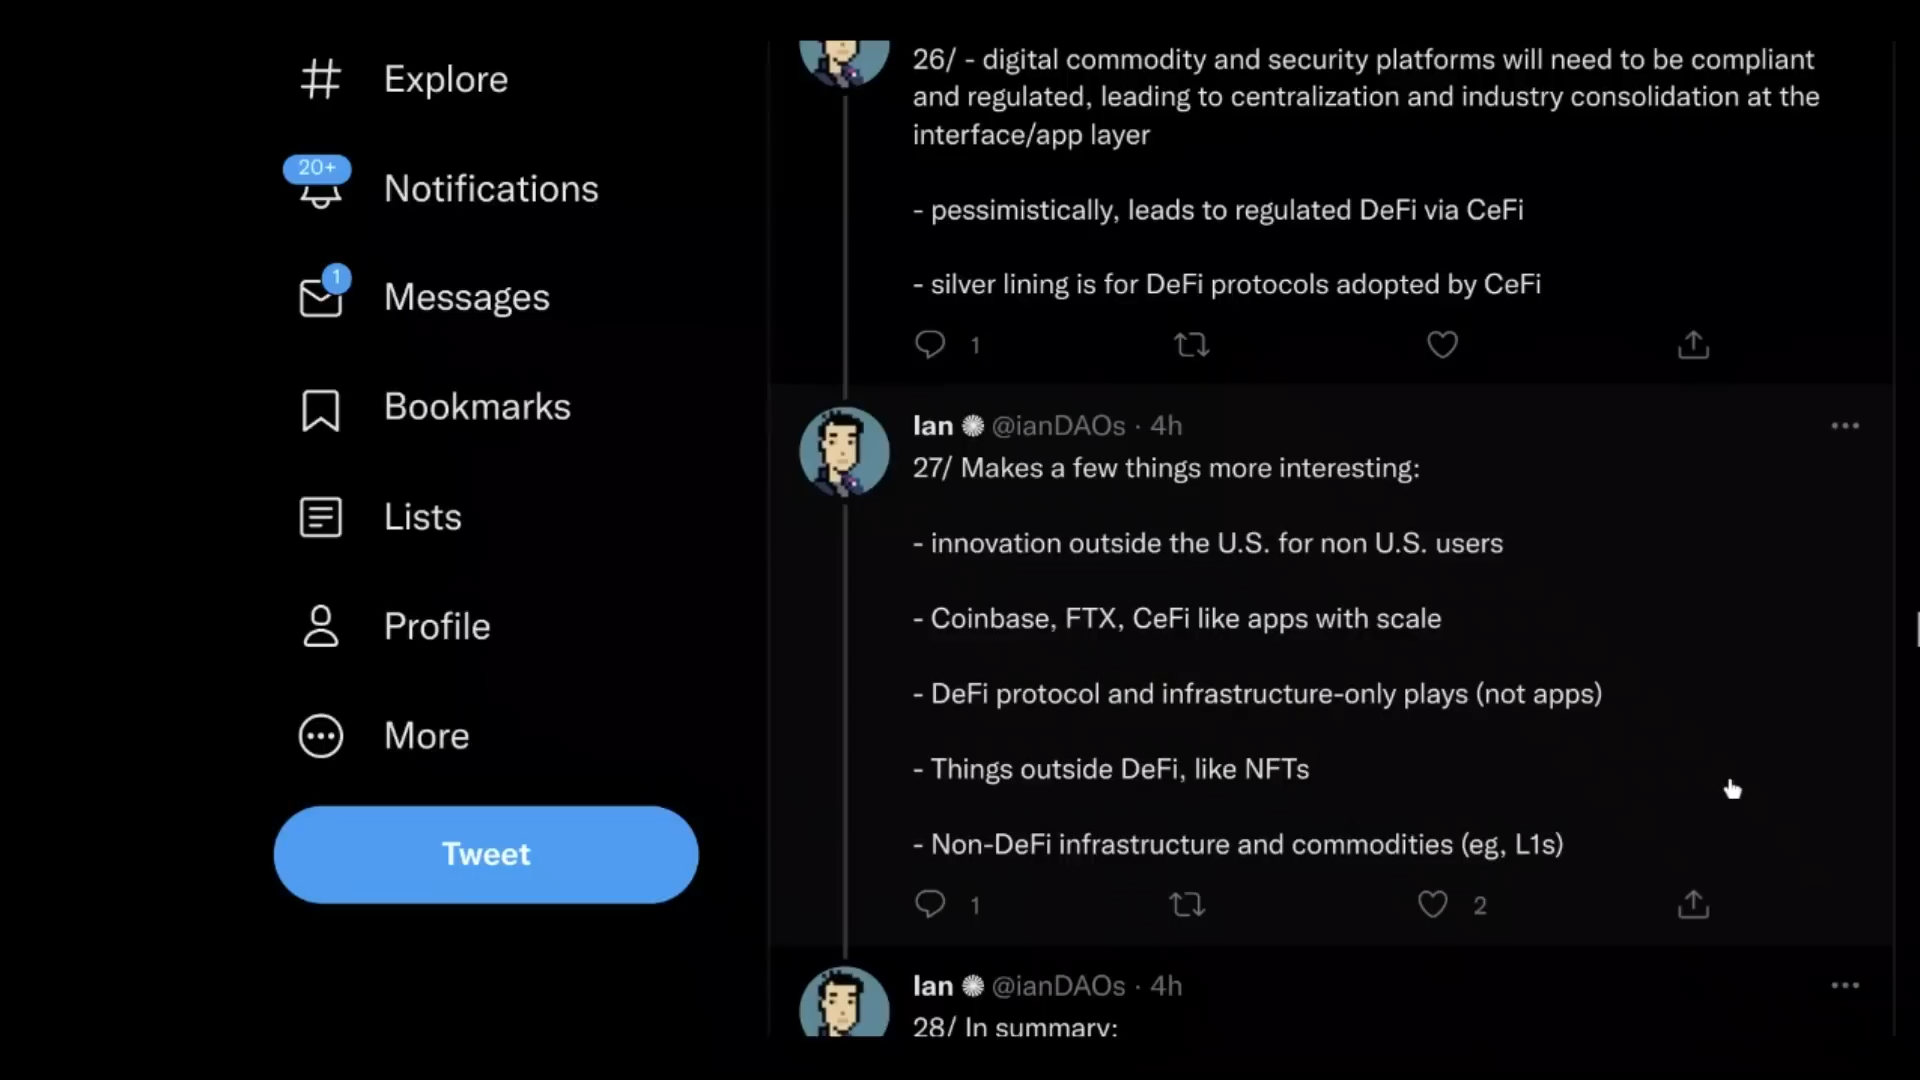 Explore
20+
Notifications
1
Messages
Bookmarks
Lists
Profile
More
Tweet
26/ - digital commodity and security platforms will need to be compliant
and regulated, leading to centralization and industry consolidation at the
interface/app layer
- pessimistically, leads to regulated DeFi via CeFi
- silver lining is for DeFi protocols adopted by CeFi
1
Ian @ianDAOs · 4h
27/ Makes a few things more interesting:
- innovation outside the U.S. for non U.S. users
- Coinbase, FTX, CeFi like apps with scale
- DeFi protocol and infrastructure-only plays (not apps)
- Things outside DeFi, like NFTs
- Non-DeFi infrastructure and commodities (eg, L1s)
1 2
Ian @ianDAOs · 4h
28/ In summary: